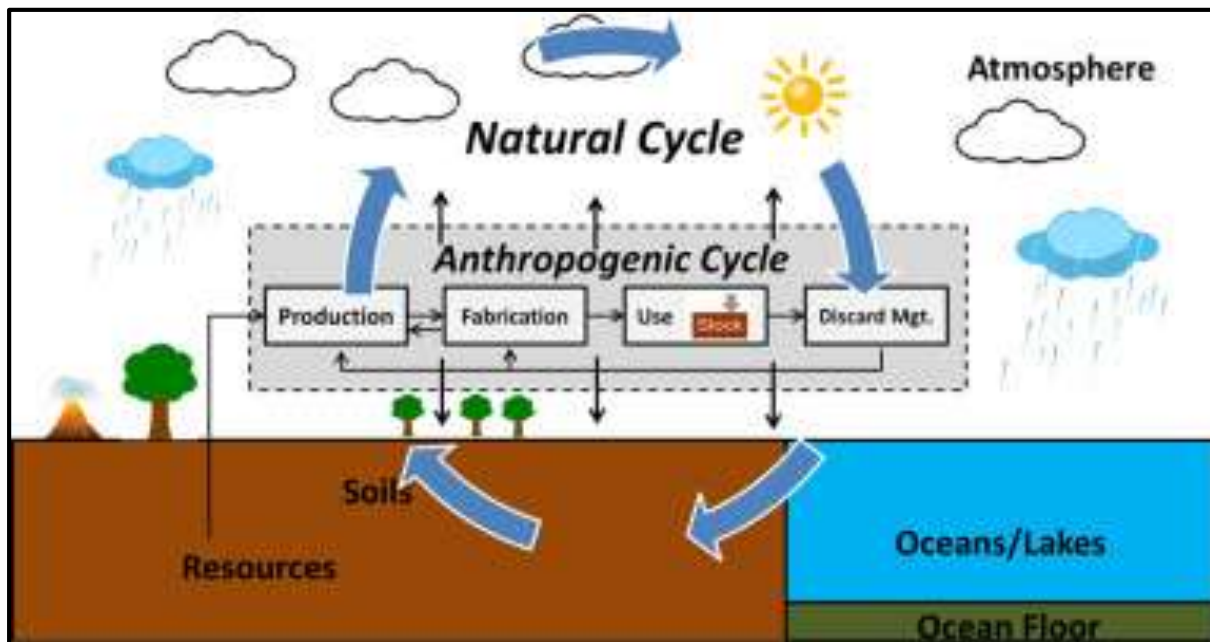 Atmosphere
Natural Cycle
Anthropogenic Cycle
Production
Fabrication
Use
Stock
Discard Mgt.
Soils
Resources
Oceans/Lakes
Ocean Floor